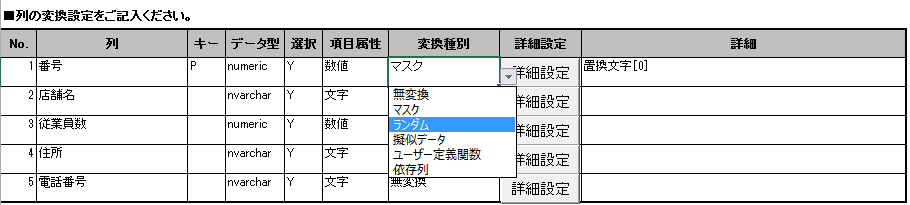 ■列の変換設定をご記入ください。
No. 列 キー データ型 選択 項目属性 変換種別 詳細設定 詳細
1 番号 P numeric Y 数値 マスク 詳細設定 置換文字[0]
2 店舗名 nvarchar Y 文字 無変換 詳細設定
マスク
3 従業員数 numeric Y 数値 ランダム 詳細設定
擬似データ
4 住所 nvarchar Y 文字 ユーザー定義関数 詳細設定
依存列
5 電話番号 nvarchar Y 文字 無変換 詳細設定